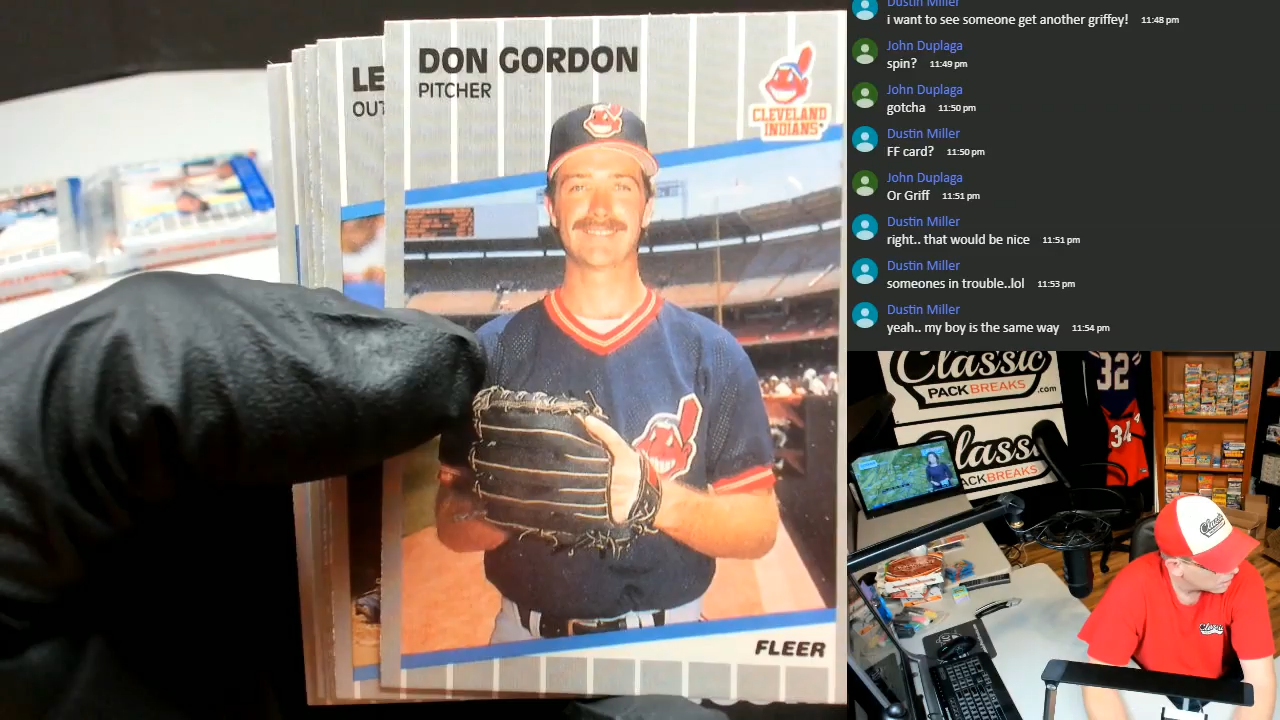 DON GORDON
PITCHER
LE
OUT
CLEVELAND
INDIANS
FLEER
Dustin Miller
i want to see someone get another griffey! 11:48 pm
John Duplaga
spin? 11:49 pm
John Duplaga
gotcha 11:50 pm
Dustin Miller
FF card? 11:50 pm
John Duplaga
Or Griff 11:51 pm
Dustin Miller
right.. that would be nice 11:51 pm
Dustin Miller
someones in trouble..lol 11:53 pm
Dustin Miller
yeah.. my boy is the same way 11:54 pm
Classic
PACKBREAKS.com
Classic
ACKBREAKS
32
34
Classic